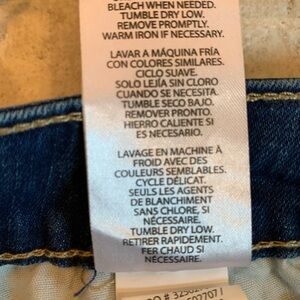 BLEACH WHEN NEEDED.
TUMBLE DRY LOW.
REMOVE PROMPTLY.
WARM IRON IF NECESSARY.
LAVAR A MÁQUINA FRÍA
CON COLORES SIMILARES.
CICLO SUAVE.
SOLO LEJÍA SIN CLORO
CUANDO SE NECESITA.
TUMBLE SECO BAJO.
REMOVER PRONTO.
HIERRO CALIENTE SI
ES NECESARIO.
LAVAGE EN MACHINE À
FROID AVEC DES
COULEURS SEMBLABLES.
CYCLE DÉLICAT.
SEULS LES AGENTS
DE BLANCHIMENT
SANS CHLORE, SI
NÉCESSAIRE.
TUMBLE DRY LOW.
RETIRER RAPIDEMENT.
FER CHAUD SI
NÉCESSAIRE.